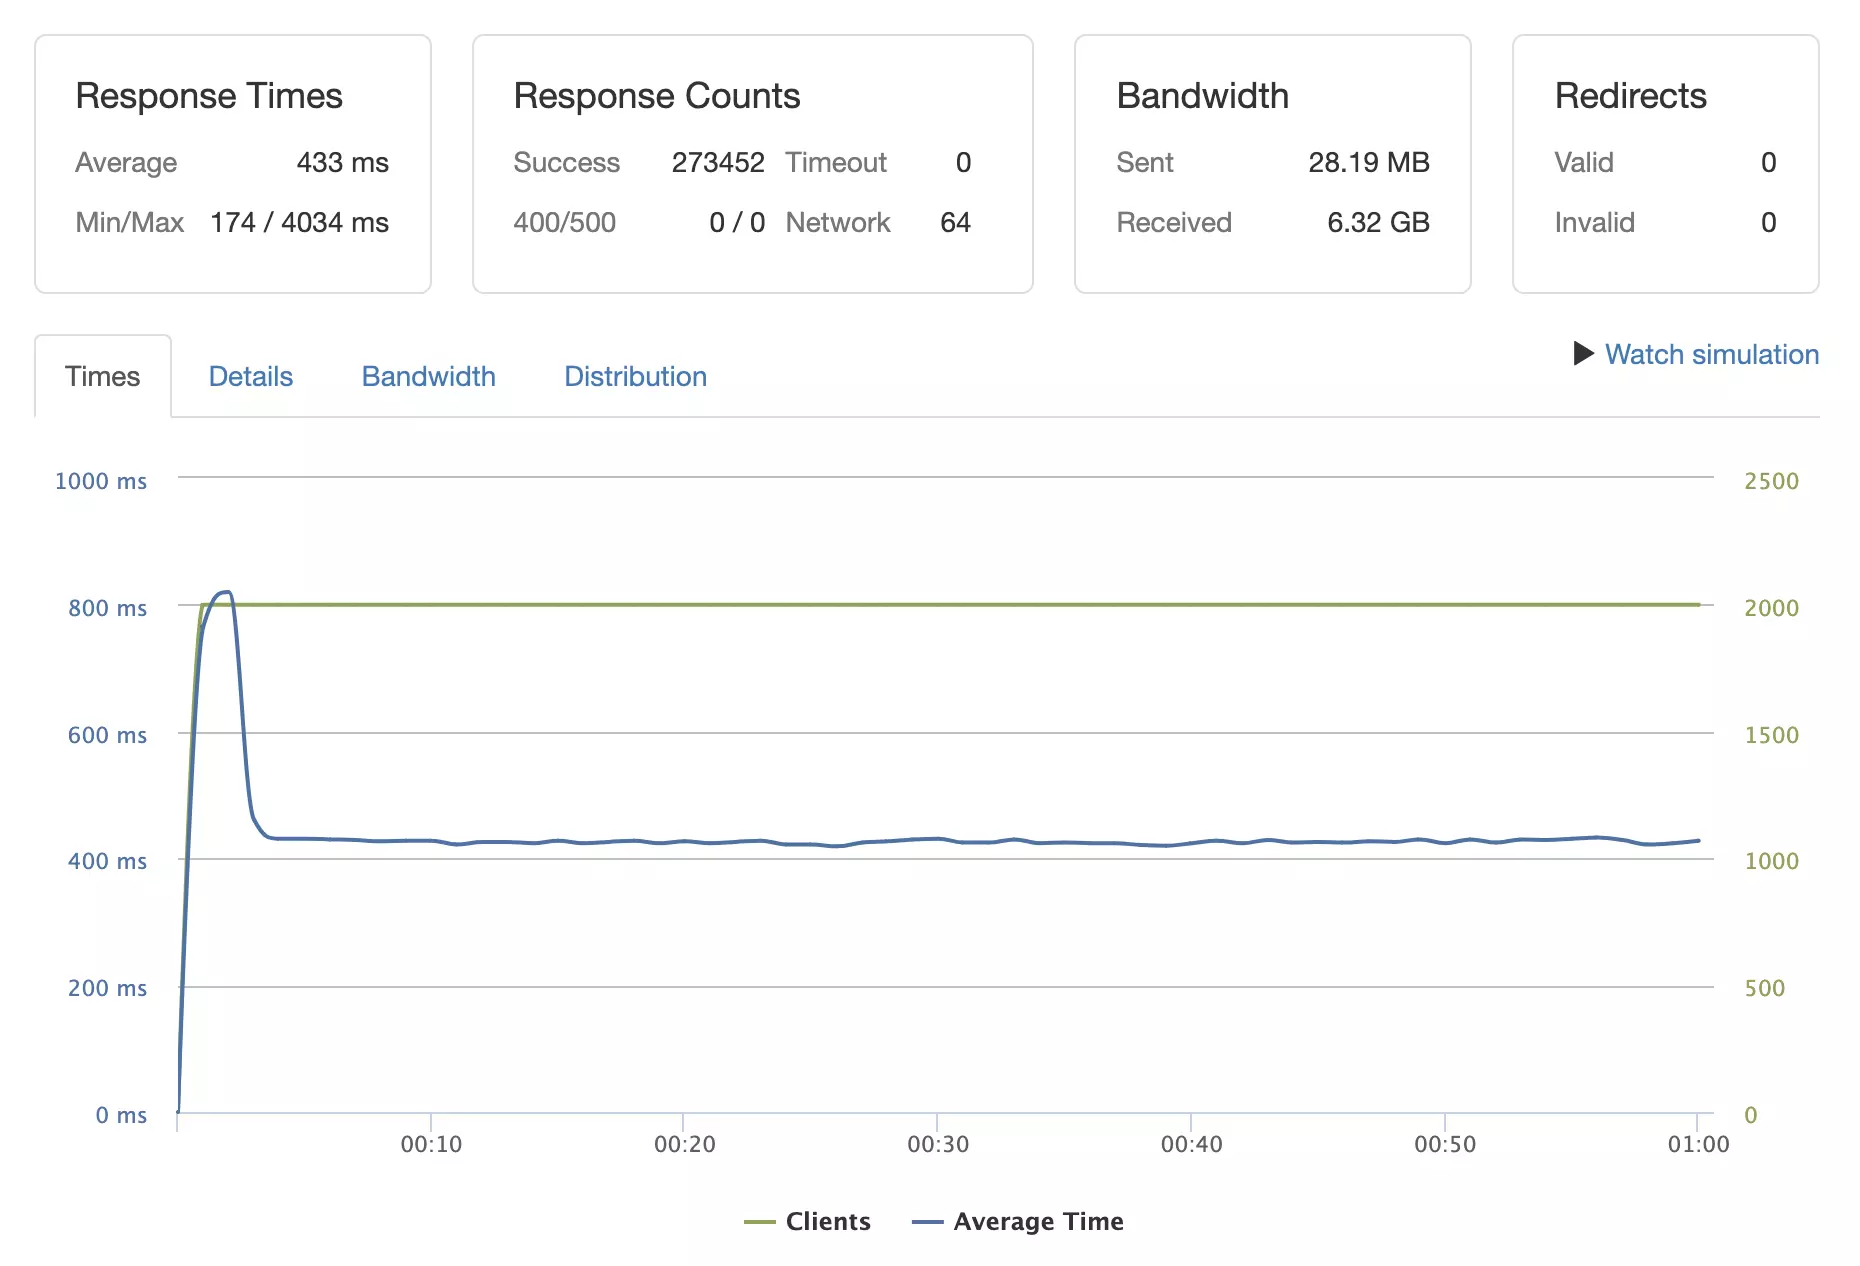 Response Times
Average 433 ms
Min/Max 174 / 4034 ms
Response Counts
Success 273452 Timeout 0
400/500 0 / 0 Network 64
Bandwidth
Sent 28.19 MB
Received 6.32 GB
Redirects
Valid 0
Invalid 0
Times Details Bandwidth Distribution
Watch simulation
1000 ms 2500
800 ms 2000
600 ms 1500
400 ms 1000
200 ms 500
0 ms 0
00:10 00:20 00:30 00:40 00:50 01:00
Clients Average Time